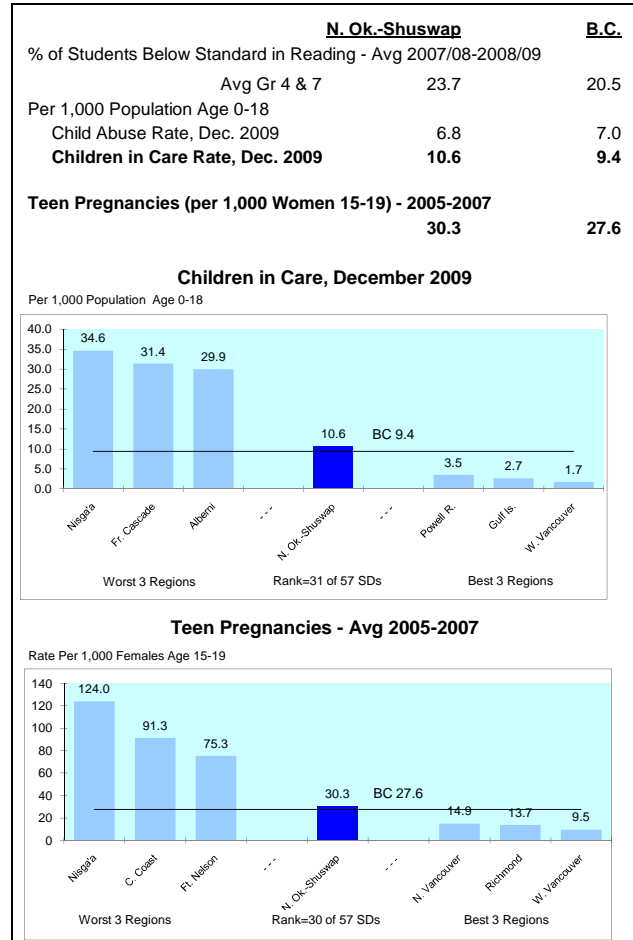 N. Ok.-Shuswap B.C.
% of Students Below Standard in Reading - Avg 2007/08-2008/09
Avg Gr 4 & 7 23.7 20.5
Per 1,000 Population Age 0-18
Child Abuse Rate, Dec. 2009 6.8 7.0
Children in Care Rate, Dec. 2009 10.6 9.4
Teen Pregnancies (per 1,000 Women 15-19) - 2005-2007
30.3 27.6
Children in Care, December 2009
Per 1,000 Population Age 0-18
40.0
35.0
30.0
25.0
20.0
15.0
10.0
5.0
0.0
34.6 31.4 29.9 10.6 BC 9.4 3.5 2.7 1.7
Nisga'a Fr. Cascade Alberni - - - N. Ok.-Shuswap - - - Powell R. Gulf Is. W. Vancouver
Worst 3 Regions Rank=31 of 57 SDs Best 3 Regions
Teen Pregnancies - Avg 2005-2007
Rate Per 1,000 Females Age 15-19
140
120
100
80
60
40
20
0
124.0 91.3 75.3 30.3 BC 27.6 14.9 13.7 9.5
Nisga'a C. Coast Ft. Nelson - - - N. Ok.-Shuswap - - - N. Vancouver Richmond W. Vancouver
Worst 3 Regions Rank=30 of 57 SDs Best 3 Regions